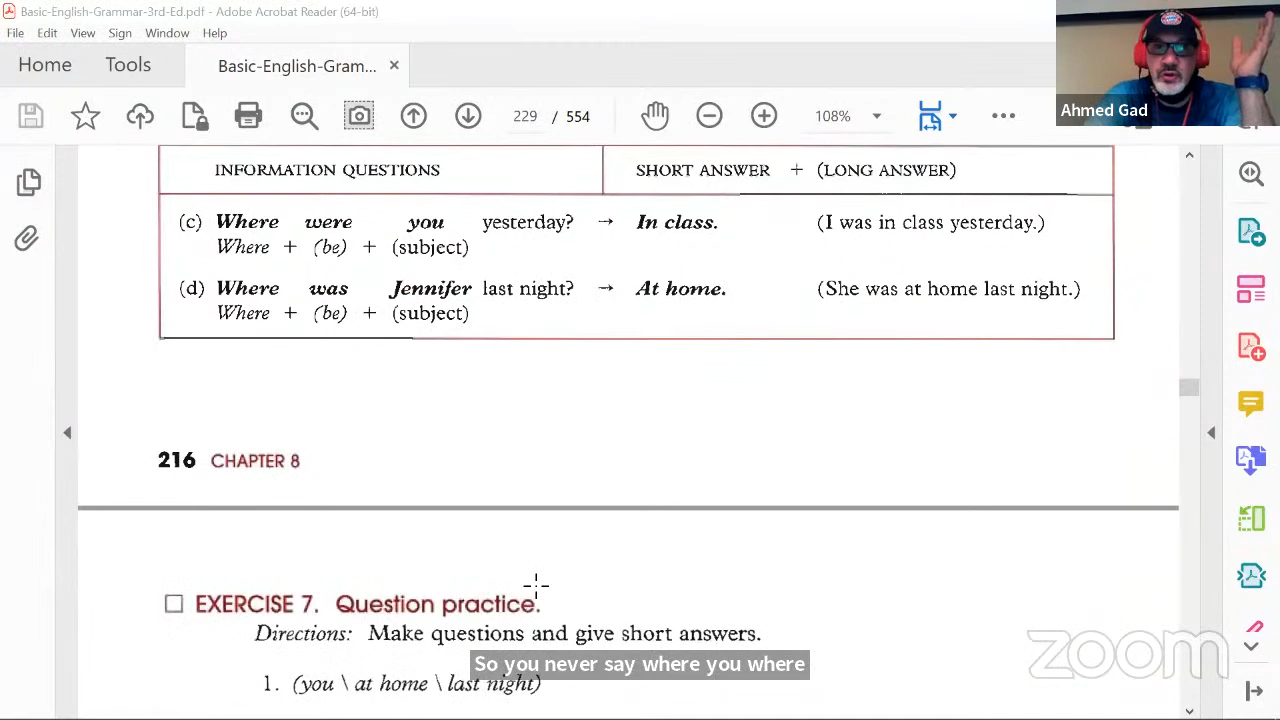 Basic-English-Grammar-3rd-Ed.pdf - Adobe Acrobat Reader (64-bit)
File Edit View Sign Window Help
Home Tools Basic-English-Gram... ×
229 / 554 108%
Ahmed Gad
INFORMATION QUESTIONS SHORT ANSWER + (LONG ANSWER)
(c) Where were you yesterday? → In class. (I was in class yesterday.)
Where + (be) + (subject)
(d) Where was Jennifer last night? → At home. (She was at home last night.)
Where + (be) + (subject)
216 CHAPTER 8
EXERCISE 7. Question practice.
Directions: Make questions and give short answers.
So you never say where you where
1. (you \ at home \ last night)
zoom